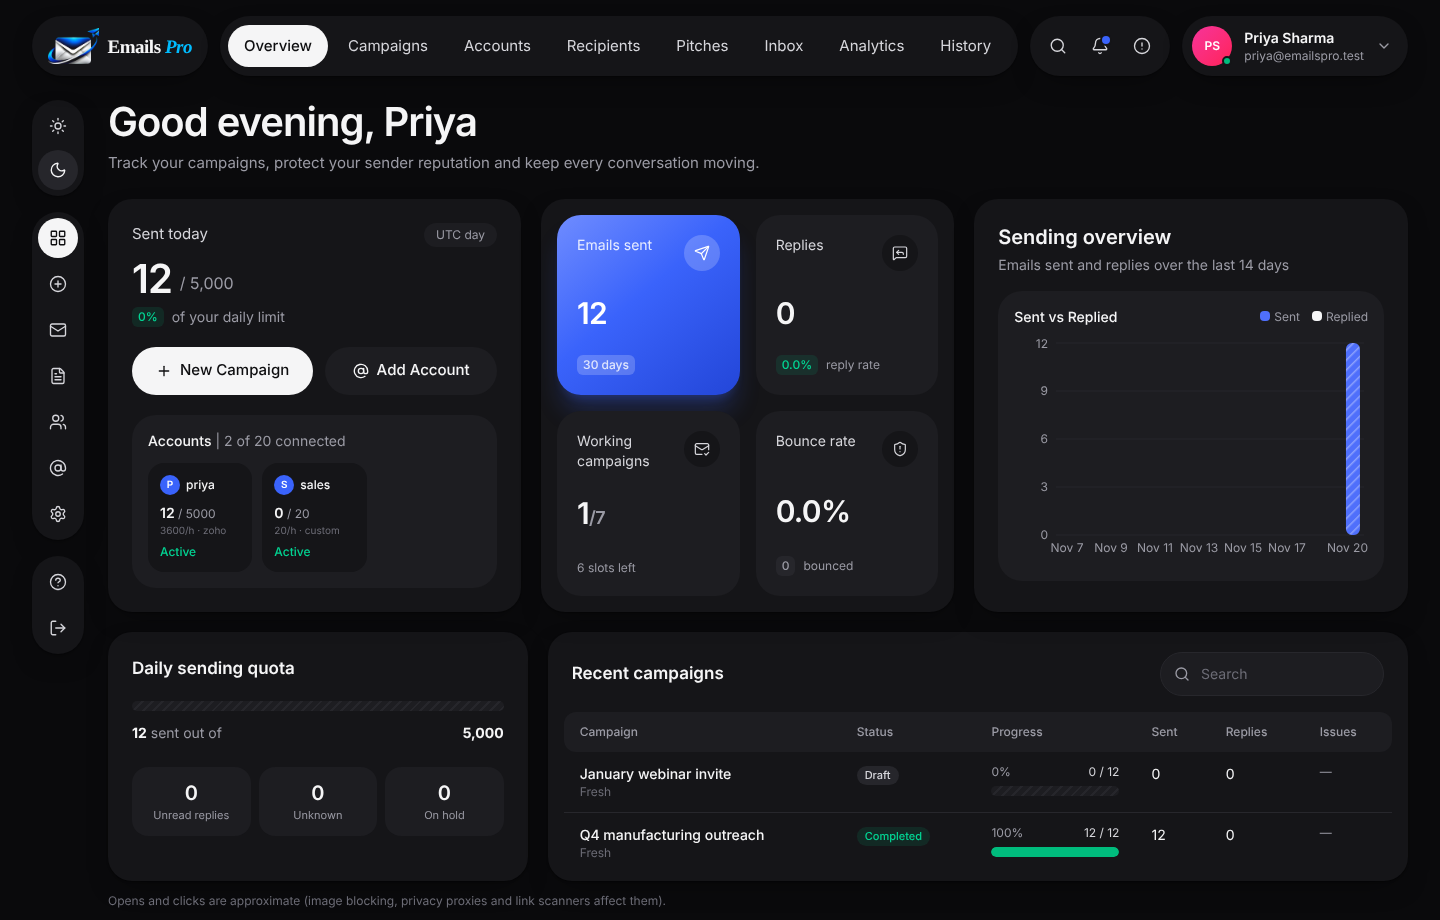 Emails Pro
Overview
Campaigns
Accounts
Recipients
Pitches
Inbox
Analytics
History
PS
Priya Sharma
priya@emailspro.test
Good evening, Priya
Track your campaigns, protect your sender reputation and keep every conversation moving.
Sent today
UTC day
12 / 5,000
0% of your daily limit
New Campaign
Add Account
Accounts | 2 of 20 connected
P priya
12 / 5000
3600/h · zoho
Active
S sales
0 / 20
20/h · custom
Active
Emails sent
12
30 days
Replies
0
0.0% reply rate
Working
campaigns
1/7
6 slots left
Bounce rate
0.0%
0 bounced
Sending overview
Emails sent and replies over the last 14 days
Sent vs Replied
Sent
Replied
12
9
6
3
0
Nov 7 Nov 9 Nov 11 Nov 13 Nov 15 Nov 17 Nov 20
Daily sending quota
12 sent out of 5,000
0
Unread replies
0
Unknown
0
On hold
Recent campaigns
Search
Campaign Status Progress Sent Replies Issues
January webinar invite Draft 0% 0 / 12 0 0 —
Fresh
Q4 manufacturing outreach Completed 100% 12 / 12 12 0 —
Fresh
Opens and clicks are approximate (image blocking, privacy proxies and link scanners affect them).